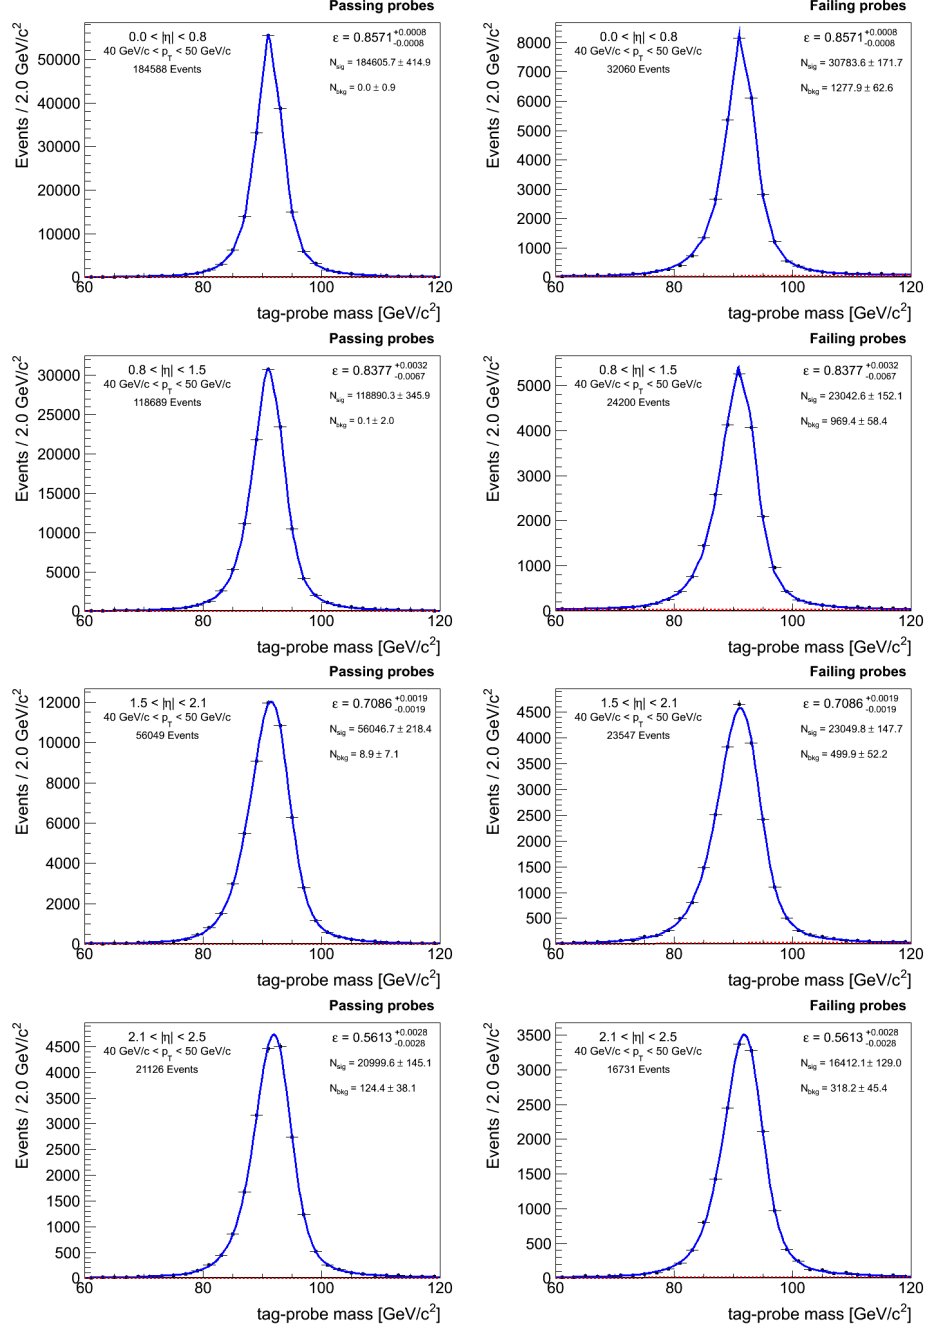 Passing probes
Events / 2.0 GeV/c²
0.0 < |η| < 0.8
40 GeV/c < p_T < 50 GeV/c
184588 Events
ε = 0.8571 +0.0008 -0.0008
N_sig = 184605.7 ± 414.9
N_bkg = 0.0 ± 0.9
50000
40000
30000
20000
10000
0
60 80 100 120
tag-probe mass [GeV/c²]
Failing probes
Events / 2.0 GeV/c²
0.0 < |η| < 0.8
40 GeV/c < p_T < 50 GeV/c
32060 Events
ε = 0.8571 +0.0008 -0.0008
N_sig = 30783.6 ± 171.7
N_bkg = 1277.9 ± 62.6
8000
7000
6000
5000
4000
3000
2000
1000
0
60 80 100 120
tag-probe mass [GeV/c²]
Passing probes
Events / 2.0 GeV/c²
0.8 < |η| < 1.5
40 GeV/c < p_T < 50 GeV/c
118689 Events
ε = 0.8377 +0.0032 -0.0067
N_sig = 118890.3 ± 345.9
N_bkg = 0.1 ± 2.0
30000
25000
20000
15000
10000
5000
0
60 80 100 120
tag-probe mass [GeV/c²]
Failing probes
Events / 2.0 GeV/c²
0.8 < |η| < 1.5
40 GeV/c < p_T < 50 GeV/c
24200 Events
ε = 0.8377 +0.0032 -0.0067
N_sig = 23042.6 ± 152.1
N_bkg = 969.4 ± 58.4
5000
4000
3000
2000
1000
0
60 80 100 120
tag-probe mass [GeV/c²]
Passing probes
Events / 2.0 GeV/c²
1.5 < |η| < 2.1
40 GeV/c < p_T < 50 GeV/c
56049 Events
ε = 0.7086 +0.0019 -0.0019
N_sig = 56046.7 ± 218.4
N_bkg = 8.9 ± 7.1
12000
10000
8000
6000
4000
2000
0
60 80 100 120
tag-probe mass [GeV/c²]
Failing probes
Events / 2.0 GeV/c²
1.5 < |η| < 2.1
40 GeV/c < p_T < 50 GeV/c
23547 Events
ε = 0.7086 +0.0019 -0.0019
N_sig = 23049.8 ± 147.7
N_bkg = 499.9 ± 52.2
4500
4000
3500
3000
2500
2000
1500
1000
500
0
60 80 100 120
tag-probe mass [GeV/c²]
Passing probes
Events / 2.0 GeV/c²
2.1 < |η| < 2.5
40 GeV/c < p_T < 50 GeV/c
21126 Events
ε = 0.5613 +0.0028 -0.0028
N_sig = 20999.6 ± 145.1
N_bkg = 124.4 ± 38.1
4500
4000
3500
3000
2500
2000
1500
1000
500
0
60 80 100 120
tag-probe mass [GeV/c²]
Failing probes
Events / 2.0 GeV/c²
2.1 < |η| < 2.5
40 GeV/c < p_T < 50 GeV/c
16731 Events
ε = 0.5613 +0.0028 -0.0028
N_sig = 16412.1 ± 129.0
N_bkg = 318.2 ± 45.4
3500
3000
2500
2000
1500
1000
500
0
60 80 100 120
tag-probe mass [GeV/c²]